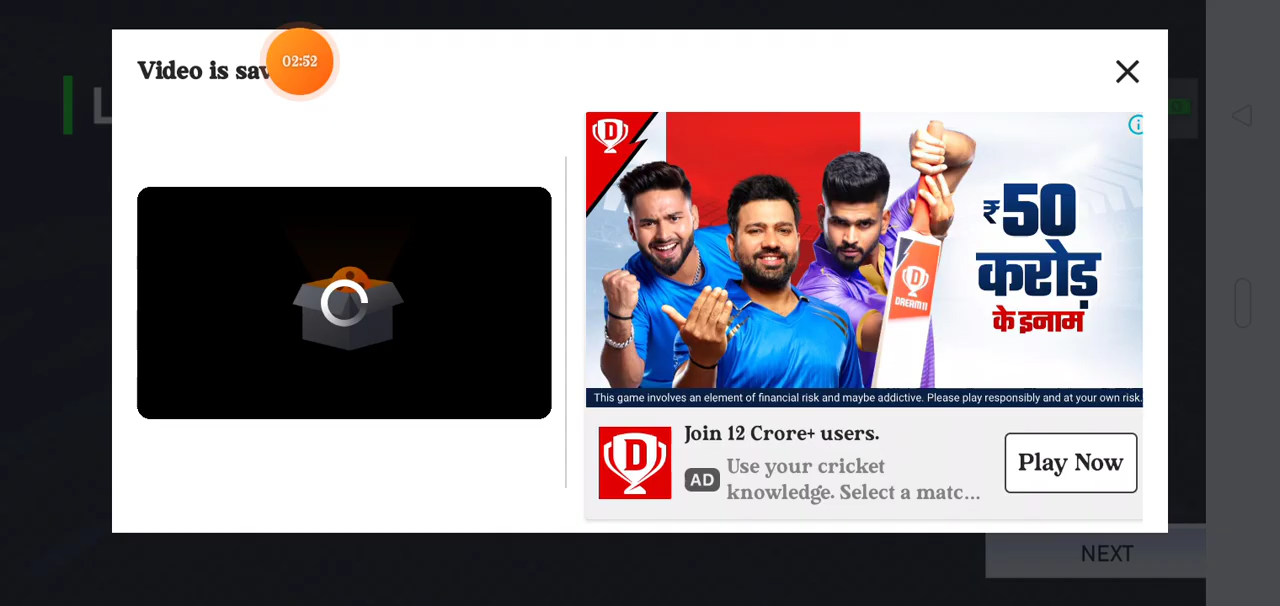 02:52
Video is sav
D
₹50
करोड़
के इनाम
DREAM11
This game involves an element of financial risk and maybe addictive. Please play responsibly and at your own risk.
D
Join 12 Crore+ users.
AD
Use your cricket
knowledge. Select a matc...
Play Now
NEXT